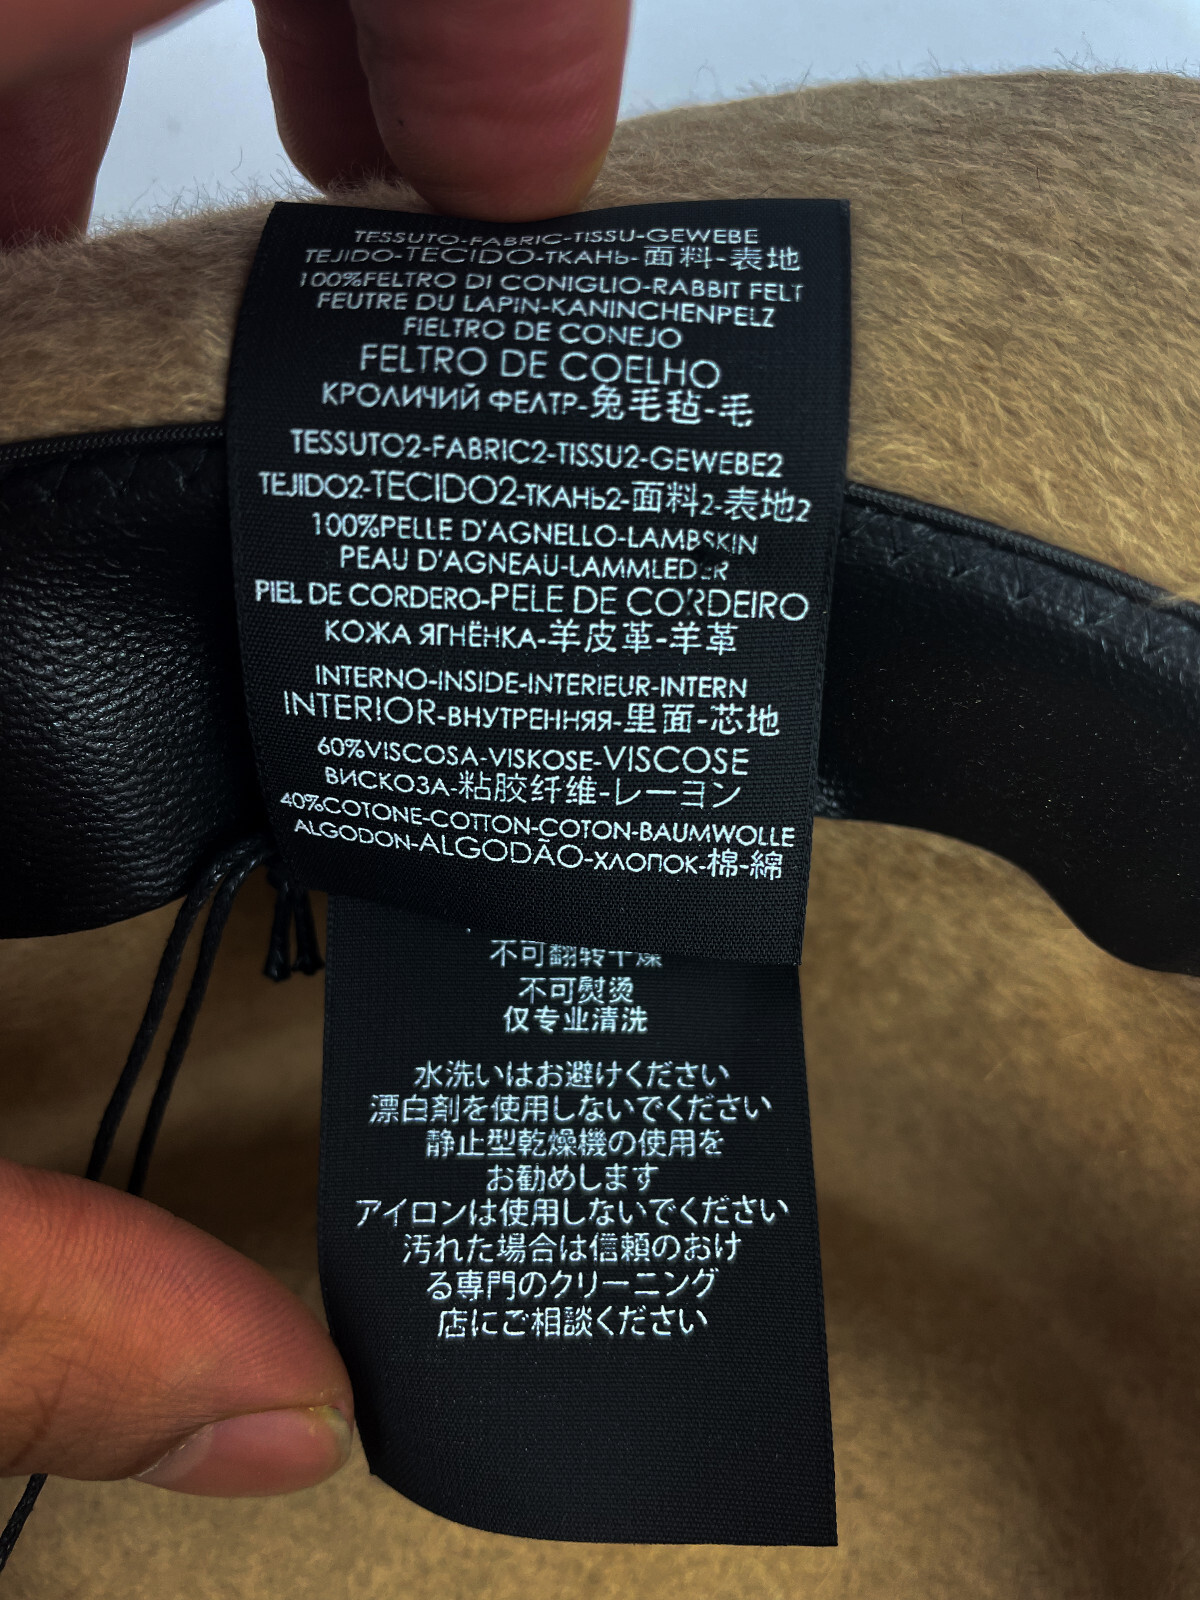 TESSUTO-FABRIC-TISSU-GEWEBE
TEJIDO-TECIDO-ТКАНЬ-面料-表地
100%FELTRO DI CONIGLIO-RABBIT FELT
FEUTRE DU LAPIN-KANINCHENPELZ
FIELTRO DE CONEJO
FELTRO DE COELHO
КРОЛИЧИЙ ФЕЛТР-兔毛毡-毛
TESSUTO2-FABRIC2-TISSU2-GEWEBE2
TEJIDO2-TECIDO2-ТКАНЬ2-面料2-表地2
100%PELLE D'AGNELLO-LAMBSKIN
PEAU D'AGNEAU-LAMMLEDER
PIEL DE CORDERO-PELE DE CORDEIRO
КОЖА ЯГНЁНКА-羊皮革-羊革
INTERNO-INSIDE-INTERIEUR-INTERN
INTERIOR-ВНУТРЕННЯЯ-里面-芯地
60%VISCOSA-VISKOSE-VISCOSE
ВИСКОЗА-粘胶纤维-レーヨン
40%COTONE-COTTON-COTON-BAUMWOLLE
ALGODON-ALGODÃO-ХЛОПОК-棉-綿
不可翻转干燥
不可熨烫
仅专业清洗
水洗いはお避けください
漂白剤を使用しないでください
静止型乾燥機の使用を
お勧めします
アイロンは使用しないでください
汚れた場合は信頼のおけ
る専門のクリーニング
店にご相談ください